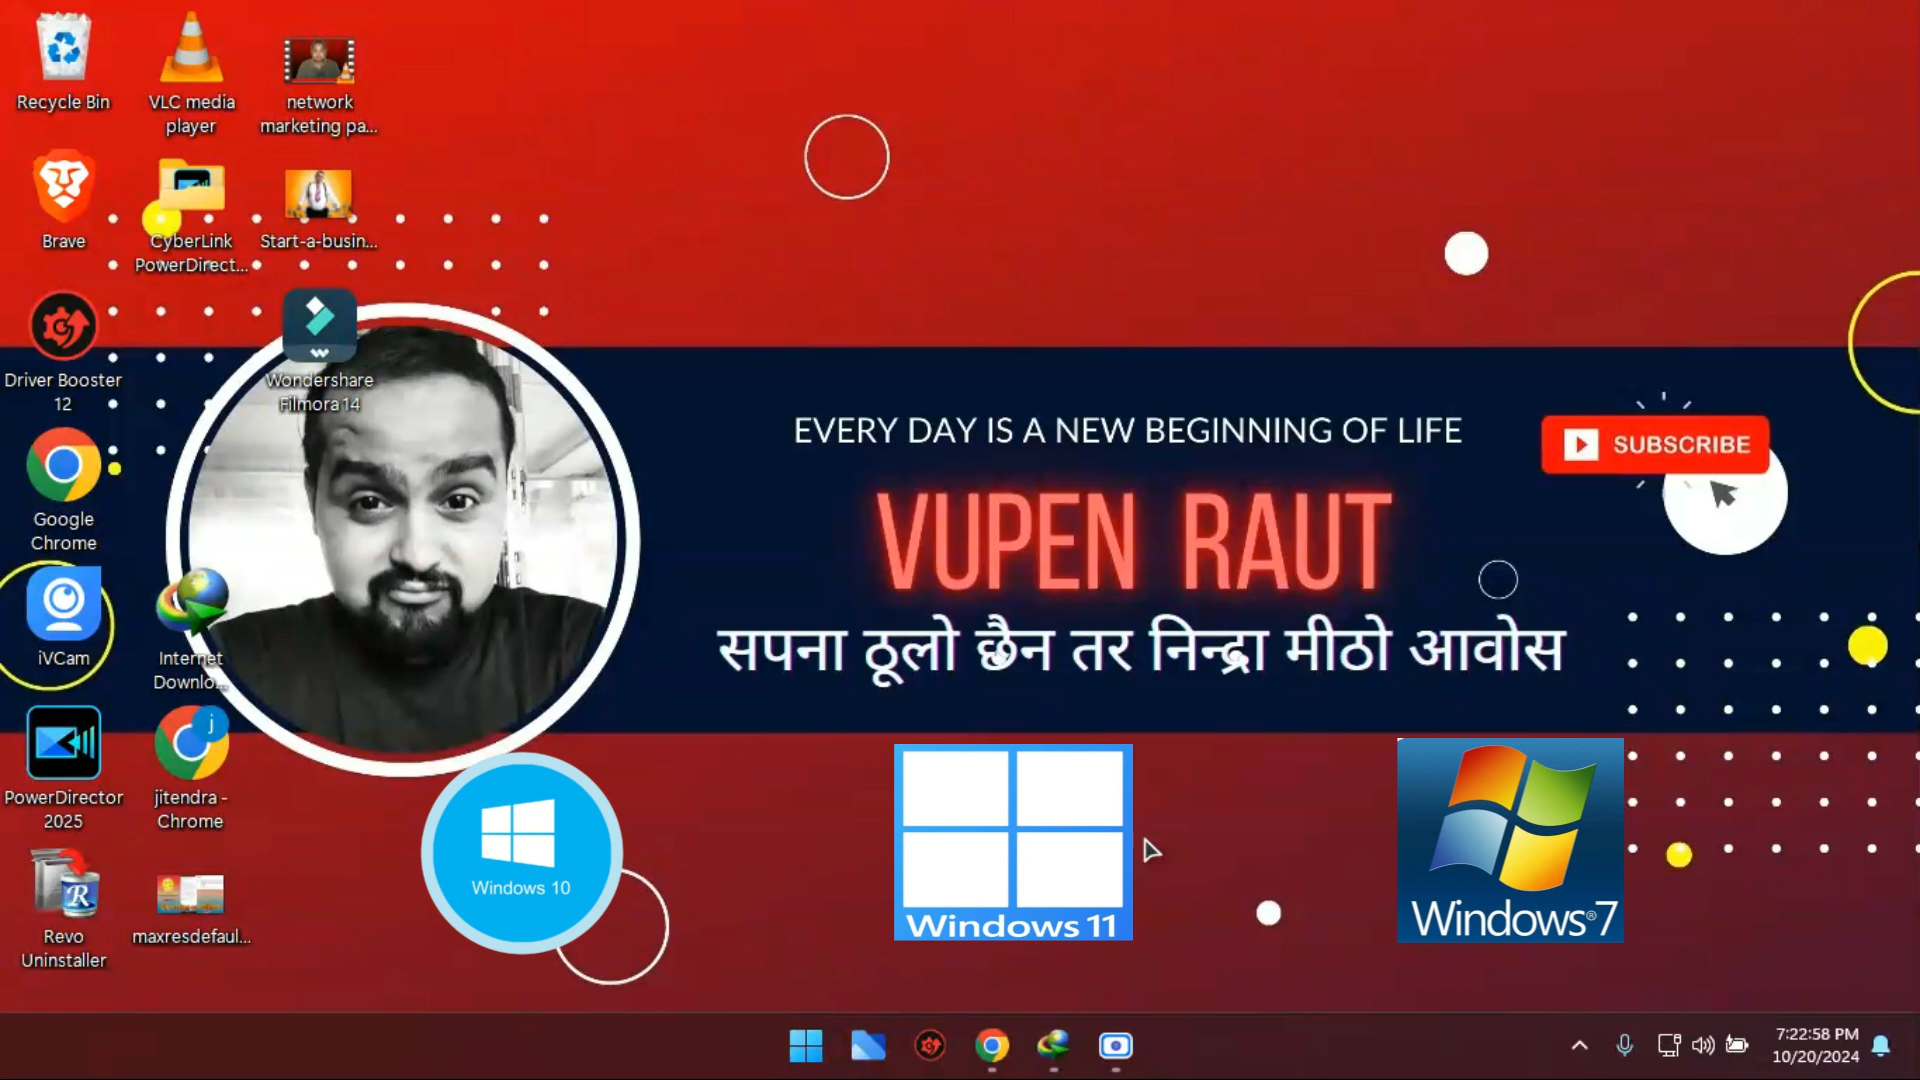 Recycle Bin
VLC media
player
network
marketing pa...
Brave
CyberLink
PowerDirect...
Start-a-busin...
Driver Booster
12
Wondershare
Filmora 14
Google
Chrome
iVCam
Internet
Downlo...
PowerDirector
2025
j
jitendra -
Chrome
Revo
Uninstaller
R
maxresdefaul...
EVERY DAY IS A NEW BEGINNING OF LIFE
VUPEN RAUT
सपना ठूलो छैन तर निन्द्रा मीठो आवोस
SUBSCRIBE
Windows 10
Windows 11
Windows®7
7:22:58 PM
10/20/2024